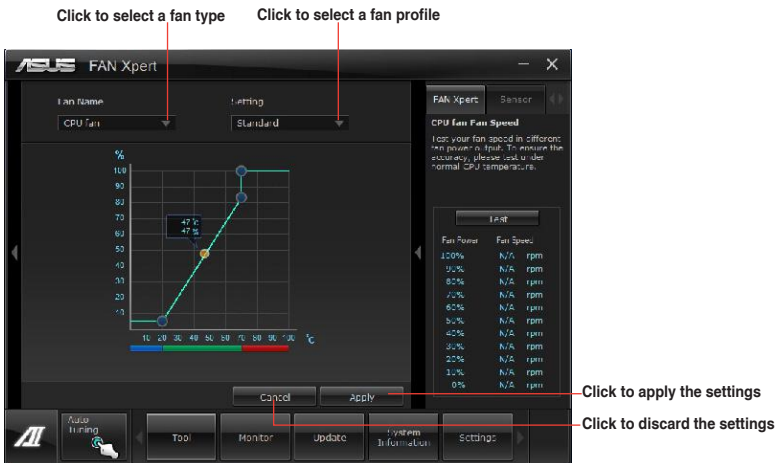 Click to select a fan type
Click to select a fan profile
ASUS FAN Xpert
Fan Name
Setting
CPU fan
Standard
%
100
90
80
70
60
50
40
30
20
10
47 °c
47 %
10 20 30 40 50 60 70 80 90 100 °c
Cancel
Apply
FAN Xpert
Sensor
CPU fan Fan Speed
Test your fan speed in different
fan power output. To ensure the
accuracy, please test under
normal CPU temperature.
Test
Fan Power Fan Speed
100% N/A rpm
90% N/A rpm
80% N/A rpm
70% N/A rpm
60% N/A rpm
50% N/A rpm
40% N/A rpm
30% N/A rpm
20% N/A rpm
10% N/A rpm
0% N/A rpm
Click to apply the settings
Click to discard the settings
Auto
Tuning
Tool
Monitor
Update
System
Information
Settings